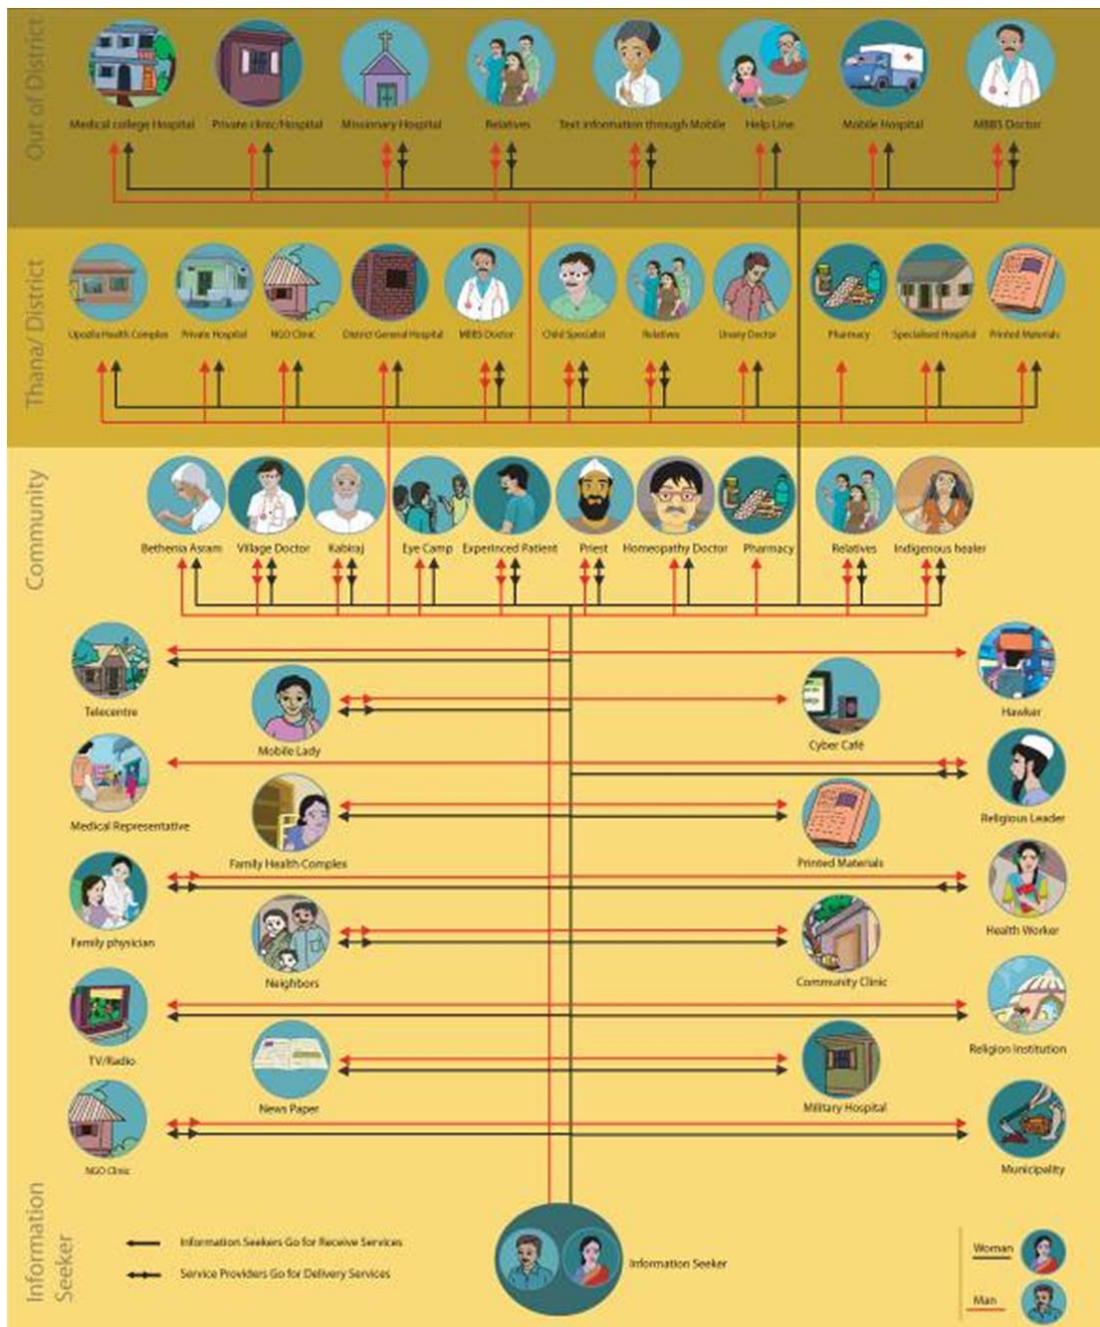 Out of District
Medical college Hospital
Private clinic/Hospital
Missionary Hospital
Relatives
Text information through Mobile
Help Line
Mobile Hospital
MBBS Doctor
Thana/ District
Upozila Health Complex
Private Hospital
NGO Clinic
District General Hospital
MBBS Doctor
Child Specialist
Relatives
Unany Doctor
Pharmacy
Specialised Hospital
Printed Materials
Community
Bethenia Asram
Village Doctor
Kabiraj
Eye Camp
Experinced Patient
Priest
Homeopathy Doctor
Pharmacy
Relatives
Indigenous healer
Telecentre
Mobile Lady
Cyber Café
Hawker
Medical Representative
Family Health Complex
Printed Materials
Religious Leader
Family physician
Neighbors
Community Clinic
Health Worker
TV/Radio
News Paper
Military Hospital
Religion Institution
NGO Clinic
Municipality
Information
Seeker
Information Seekers Go for Receive Services
Service Providers Go for Delivery Services
Information Seeker
Woman
Man